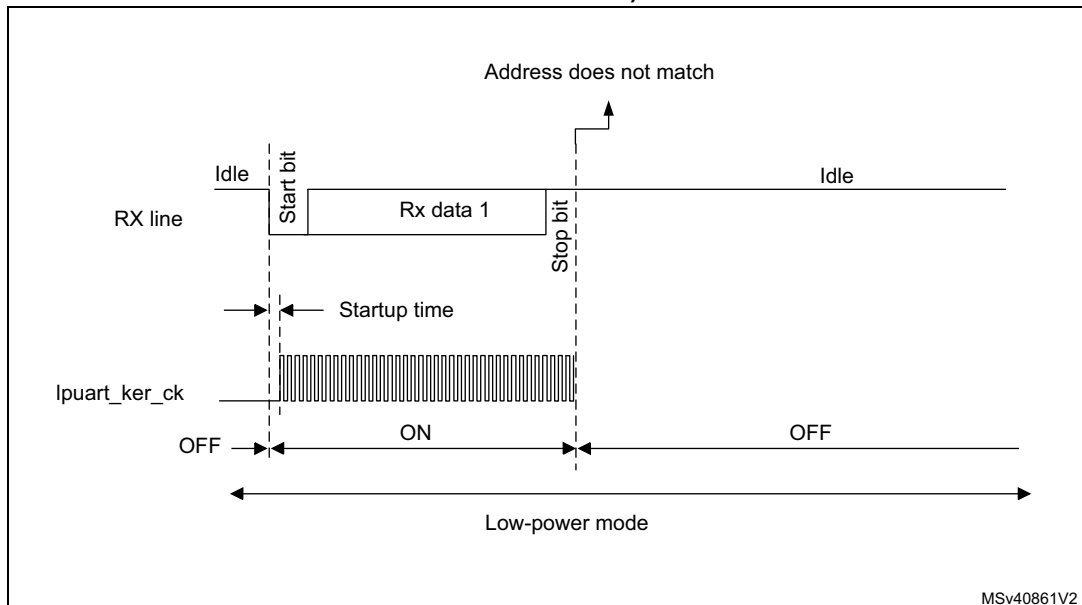 Address does not match
Idle
Start bit
Rx data 1
Stop bit
Idle
RX line
Startup time
lpuart_ker_ck
OFF
ON
OFF
Low-power mode
MSv40861V2